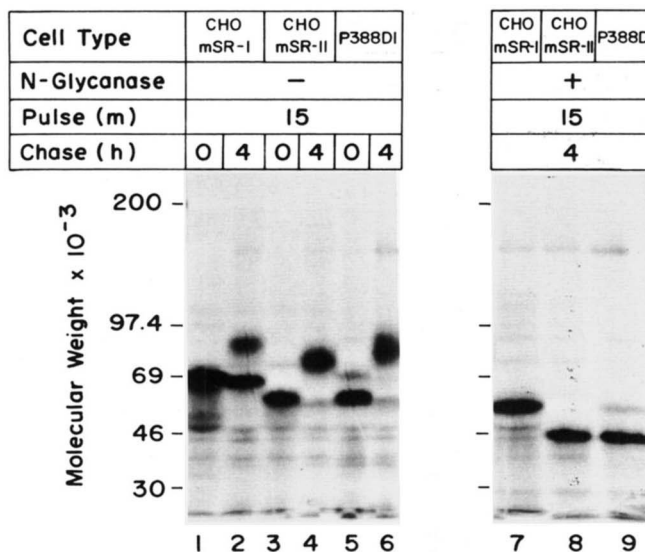 Cell Type CHO mSR-I CHO mSR-II P388D1 CHO mSR-I CHO mSR-II P388D
N-Glycanase − +
Pulse (m) 15 15
Chase (h) 0 4 0 4 0 4 4
Molecular Weight x 10-3
200
97.4
69
46
30
1 2 3 4 5 6 7 8 9